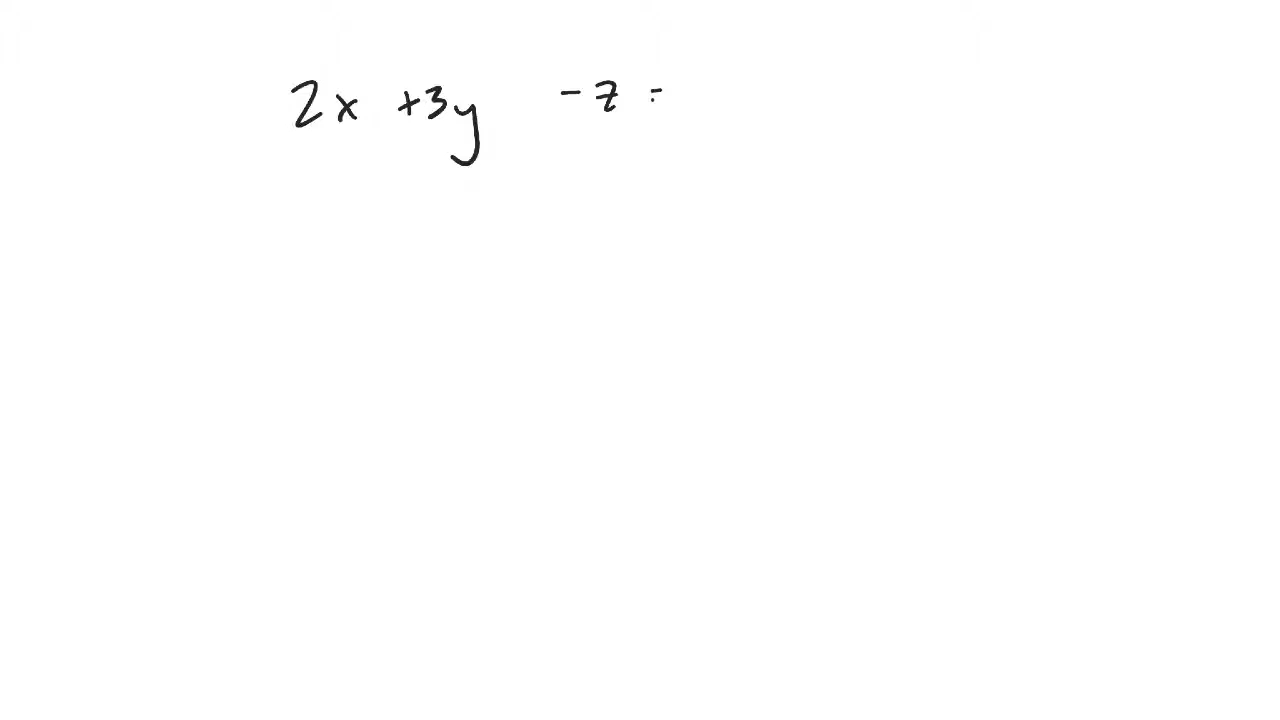 2x +3y -z =